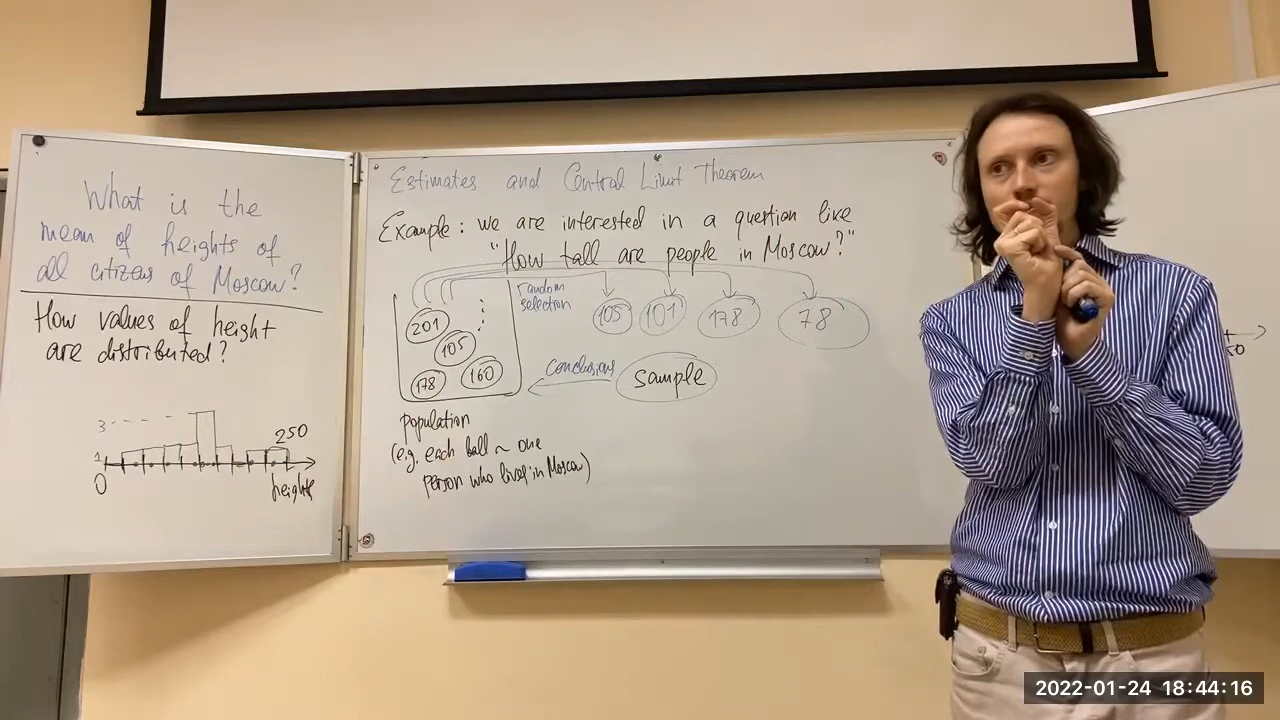 What is the
mean of heights of
all citizens of Moscow?
How values of height
are distributed?
3
250
1
0
heights
Estimates and Central Limit Theorem
Example: we are interested in a question like
"How tall are people in Moscow?"
random
selection
105
101
178
78
201
105
178
160
conclusions
sample
population
(e.g. each ball ~ one
person who lives in Moscow)
2022-01-24 18:44:16